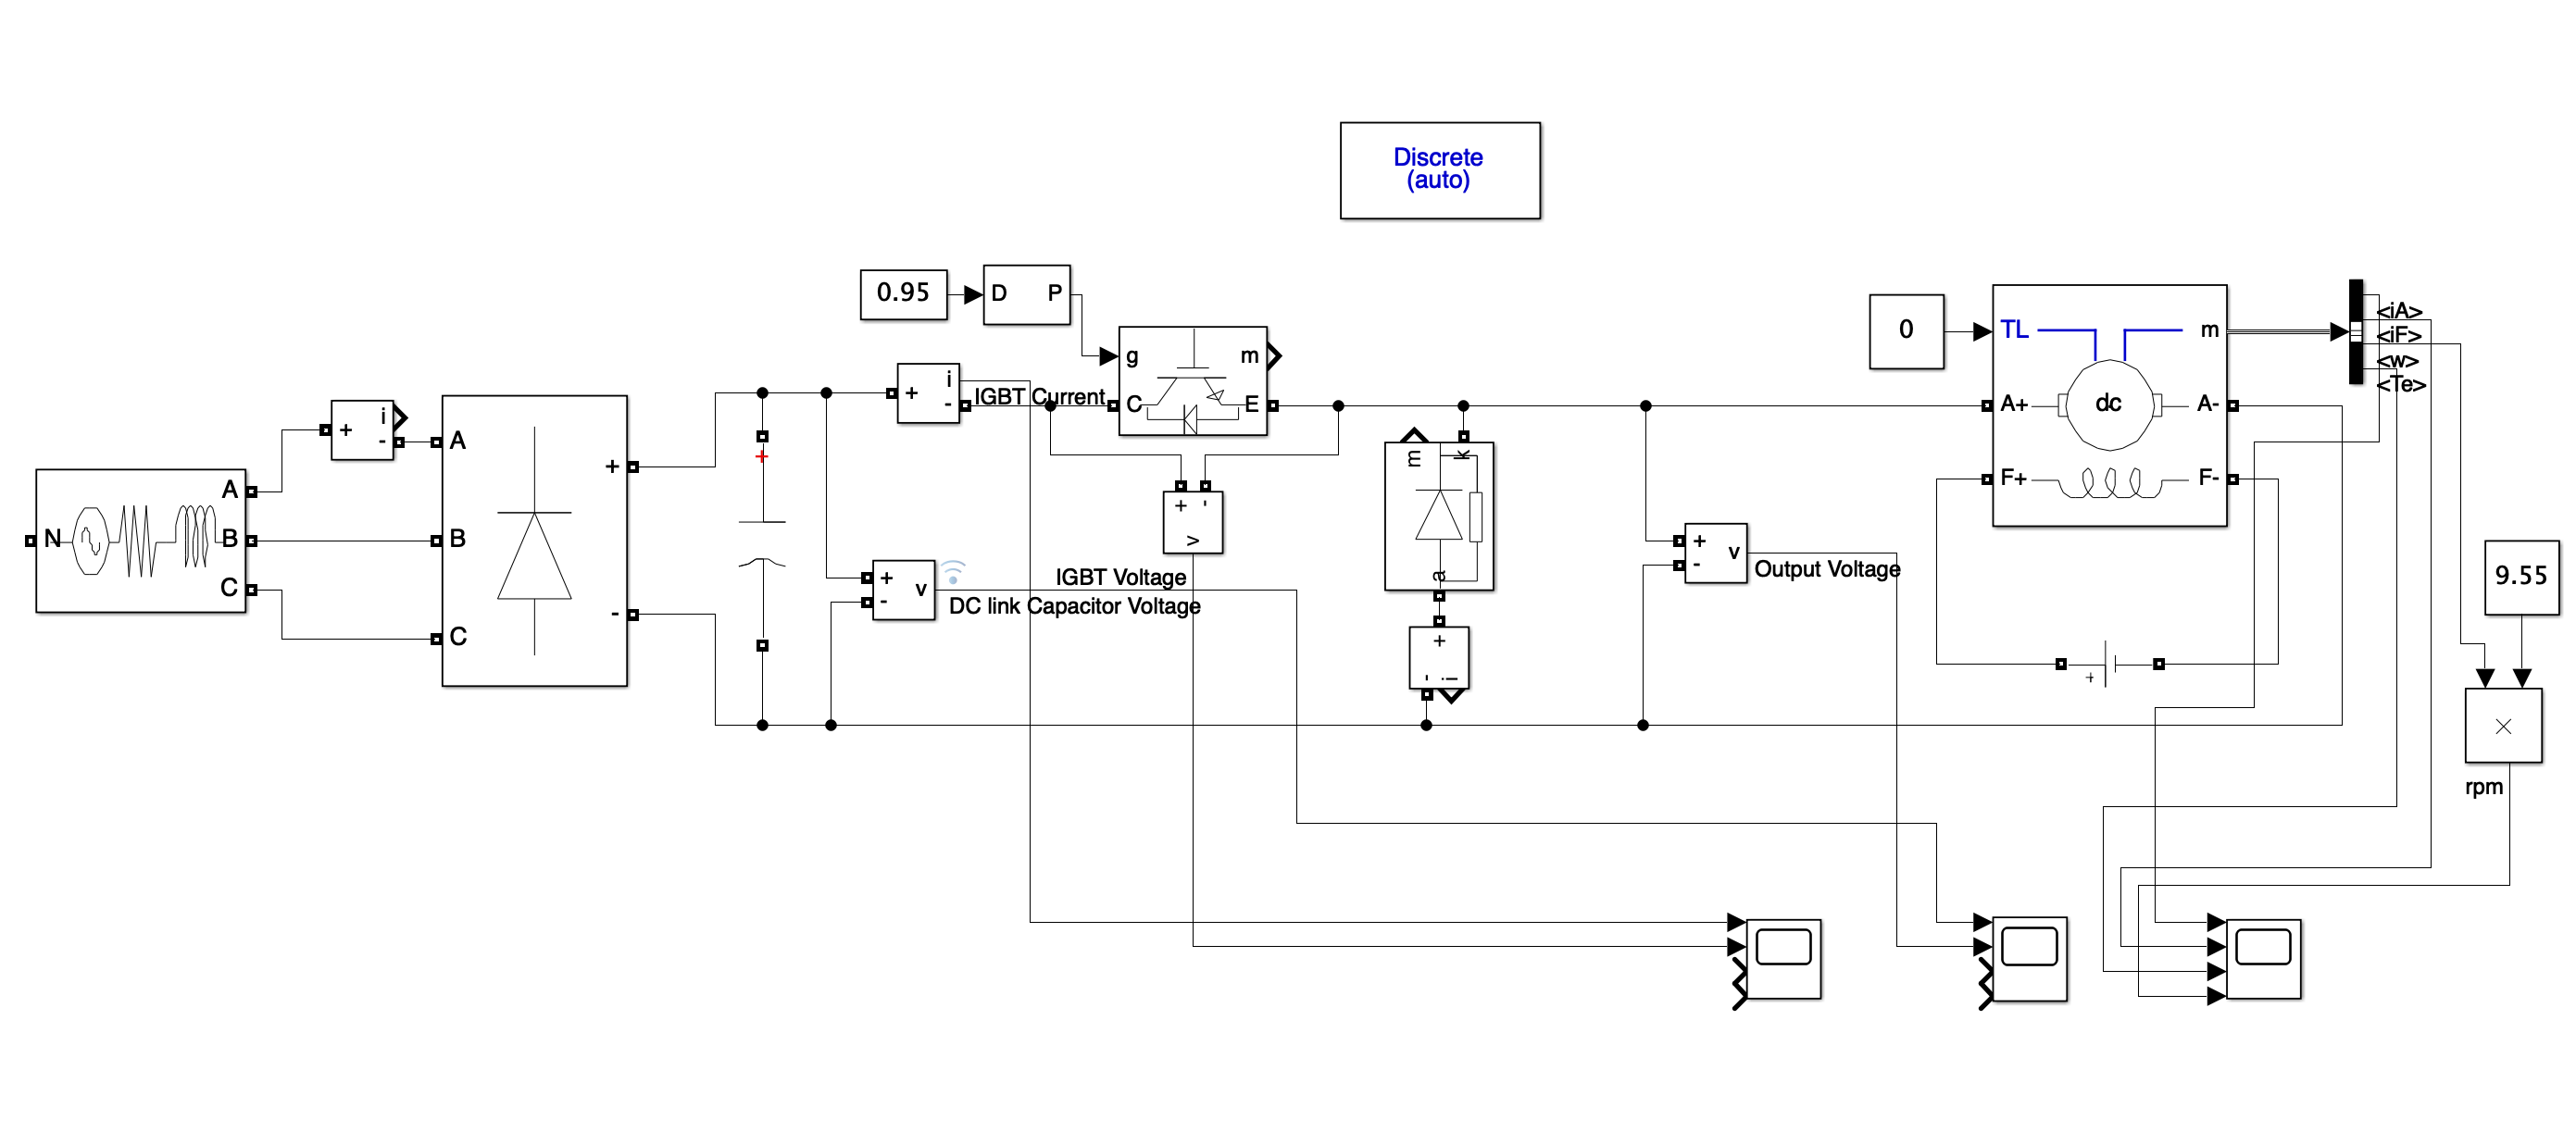 Discrete
(auto)
0.95
D
P
g
m
C
E
i
+
-
IGBT Current
0
TL
m
A+
dc
A-
F+
F-
<iA>
<iF>
<w>
<Te>
i
+
-
A
B
C
+
-
N
A
B
C
+
+
-
v
IGBT Voltage
DC link Capacitor Voltage
+
-
v
m
k
a
+
-
i
+
-
v
Output Voltage
+
9.55
×
rpm